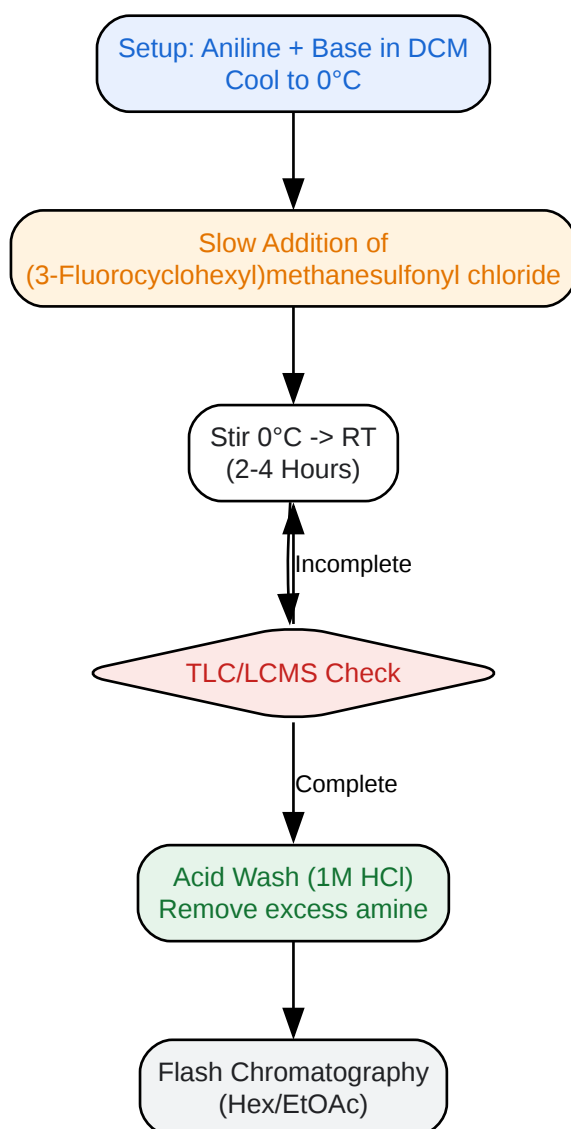 Setup: Aniline + Base in DCM
Cool to 0°C
Slow Addition of
(3-Fluorocyclohexyl)methanesulfonyl chloride
Stir 0°C -> RT
(2-4 Hours)
Incomplete
TLC/LCMS Check
Complete
Acid Wash (1M HCl)
Remove excess amine
Flash Chromatography
(Hex/EtOAc)